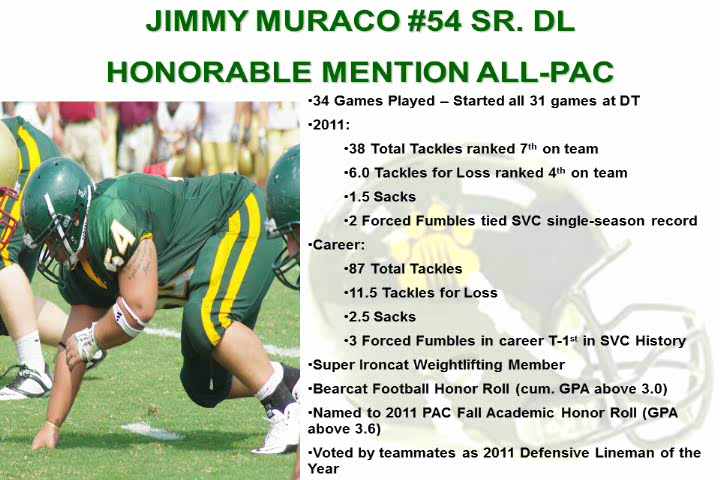 JIMMY MURACO #54 SR. DL
HONORABLE MENTION ALL-PAC
•34 Games Played – Started all 31 games at DT
•2011:
•38 Total Tackles ranked 7th on team
•6.0 Tackles for Loss ranked 4th on team
•1.5 Sacks
•2 Forced Fumbles tied SVC single-season record
•Career:
•87 Total Tackles
•11.5 Tackles for Loss
•2.5 Sacks
•3 Forced Fumbles in career T-1st in SVC History
•Super Ironcat Weightlifting Member
•Bearcat Football Honor Roll (cum. GPA above 3.0)
•Named to 2011 PAC Fall Academic Honor Roll (GPA
above 3.6)
•Voted by teammates as 2011 Defensive Lineman of the
Year
54